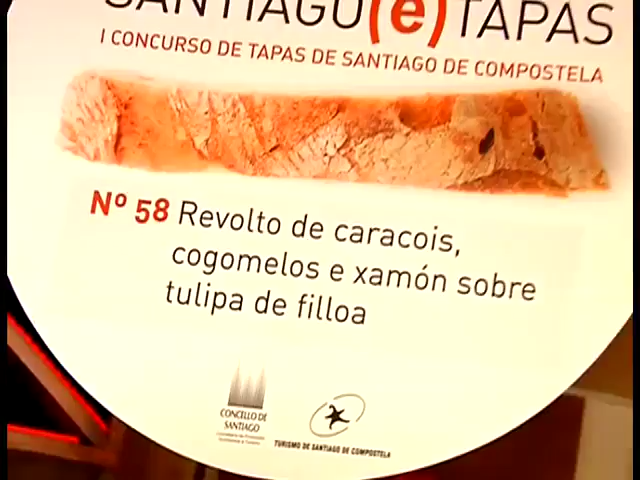 SANTIAGO(é)TAPAS
I CONCURSO DE TAPAS DE SANTIAGO DE COMPOSTELA
Nº 58 Revolto de caracois,
cogomelos e xamón sobre
tulipa de filloa
CONCELLO DE
SANTIAGO
TURISMO DE SANTIAGO DE COMPOSTELA